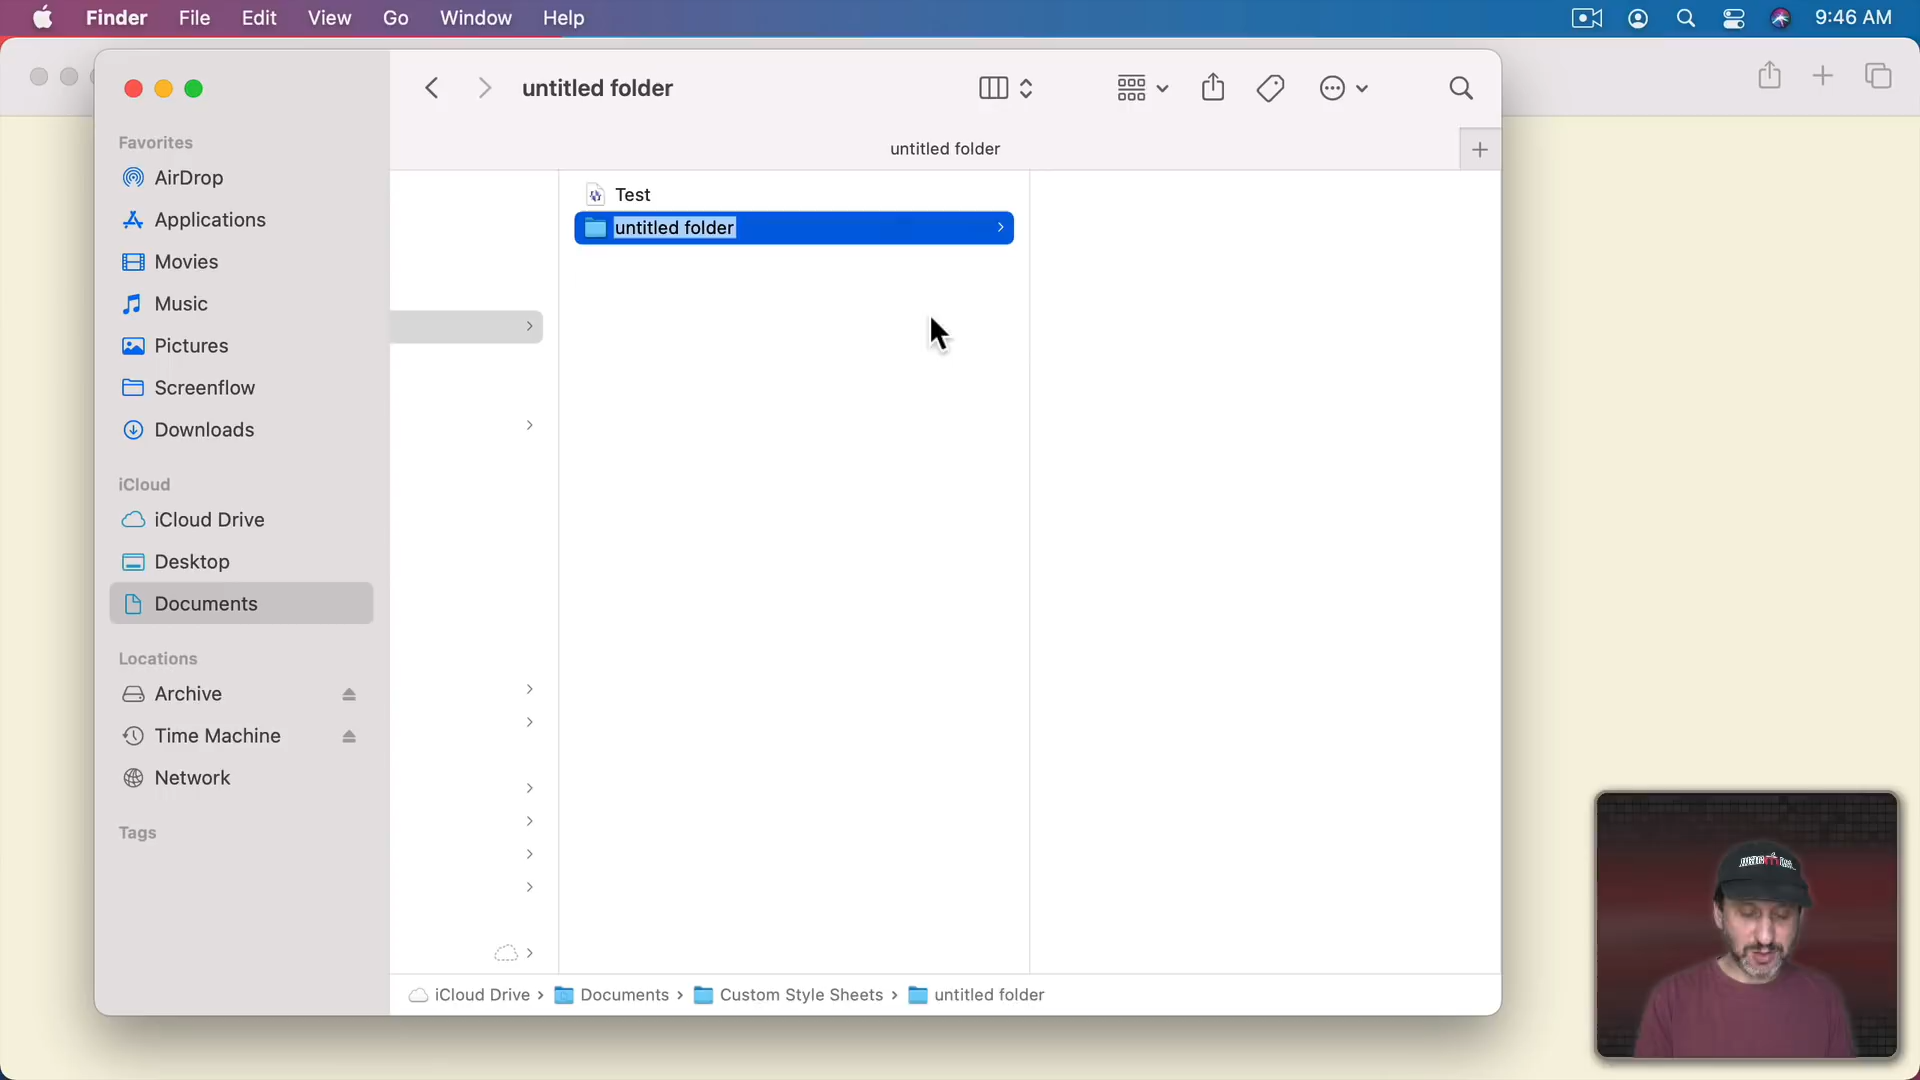 Finder File Edit View Go Window Help 9:46 AM
untitled folder
untitled folder
Favorites
AirDrop
Applications
Movies
Music
Pictures
Screenflow
Downloads
iCloud
iCloud Drive
Desktop
Documents
Locations
Archive
Time Machine
Network
Tags
Test
untitled folder
iCloud Drive › Documents › Custom Style Sheets › untitled folder